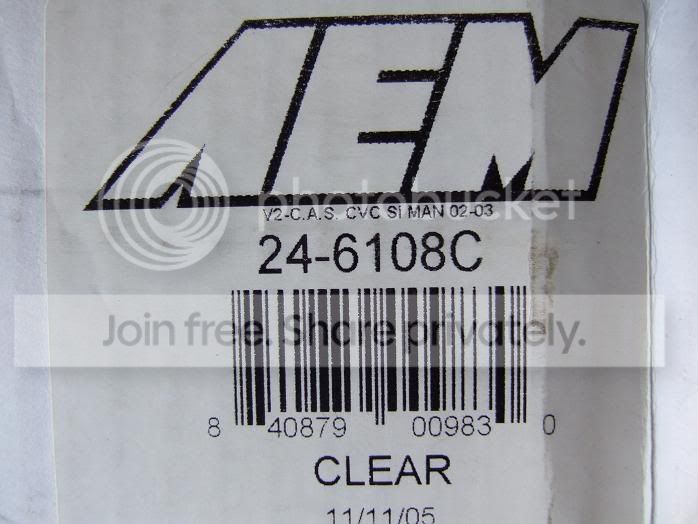 AEM
photobucket
V2-C.A.S. CVC SI MAN 02-03
24-6108C
Join free. Share privately.
8 40879 00983 0
CLEAR
11/11/05